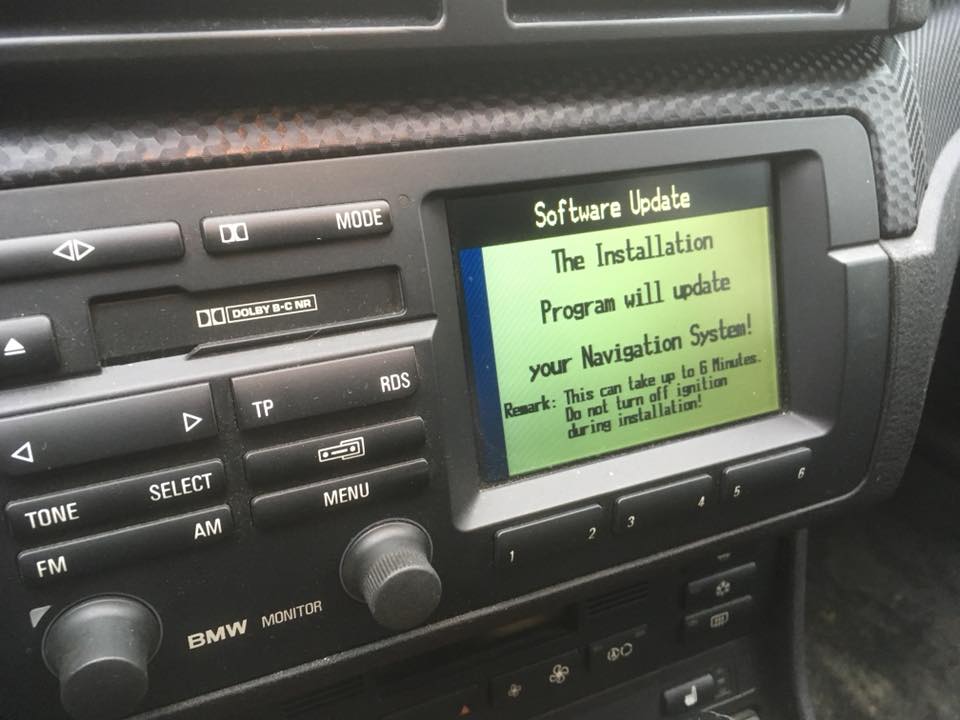 MODE
DOLBY B-C NR
TP RDS
TONE SELECT
MENU
FM AM
BMW MONITOR
Software Update
The Installation
Program will update
your Navigation System!
Remark: This can take up to 6 Minutes.
Do not turn off ignition
during installation!
1 2
3 4
5 6